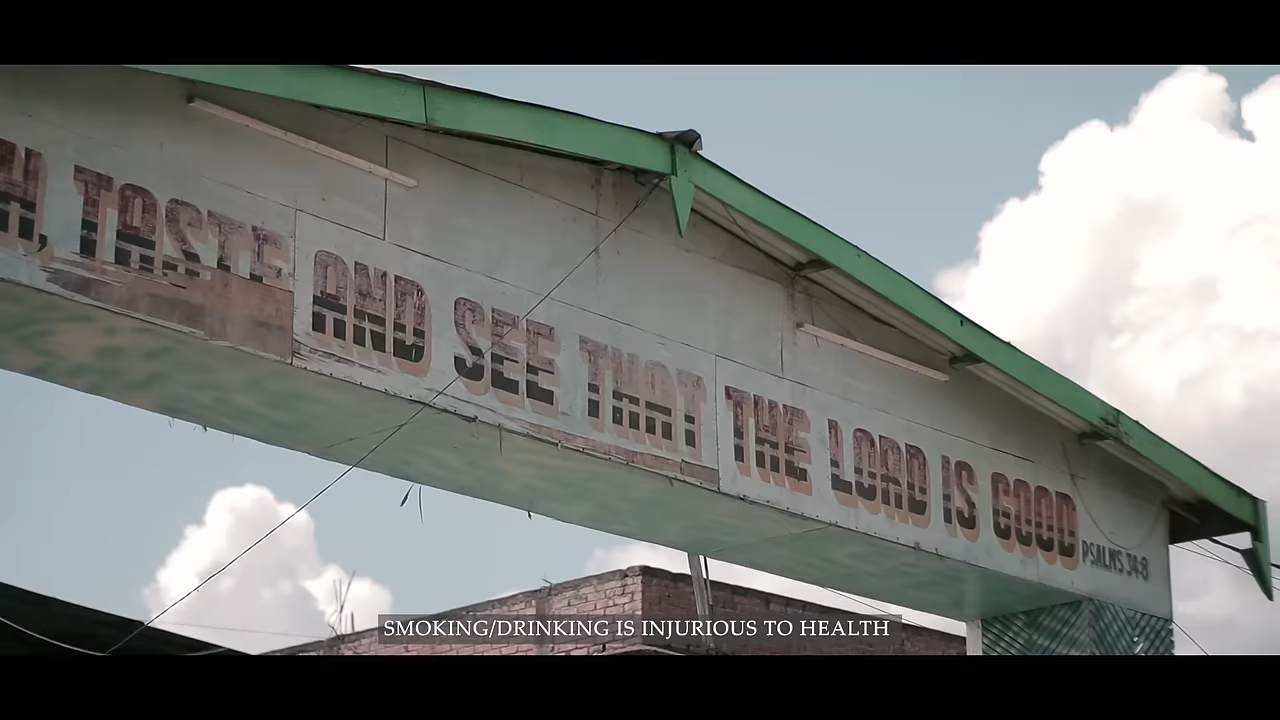 TASTE AND SEE THAT THE LORD IS GOOD
PSALMS 34:8
SMOKING/DRINKING IS INJURIOUS TO HEALTH